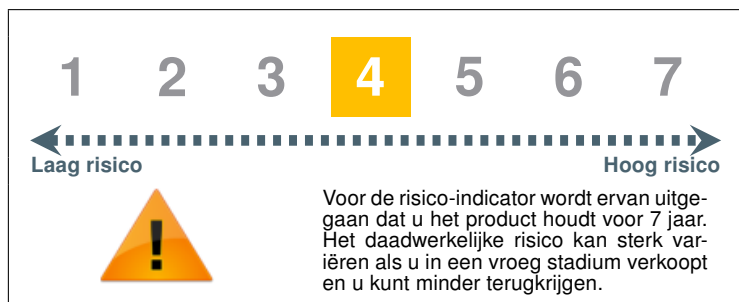 1 2 3 4 5 6 7
Laag risico Hoog risico
!
Voor de risico-indicator wordt ervan uitge-
gaan dat u het product houdt voor 7 jaar.
Het daadwerkelijke risico kan sterk var-
iëren als u in een vroeg stadium verkoopt
en u kunt minder terugkrijgen.